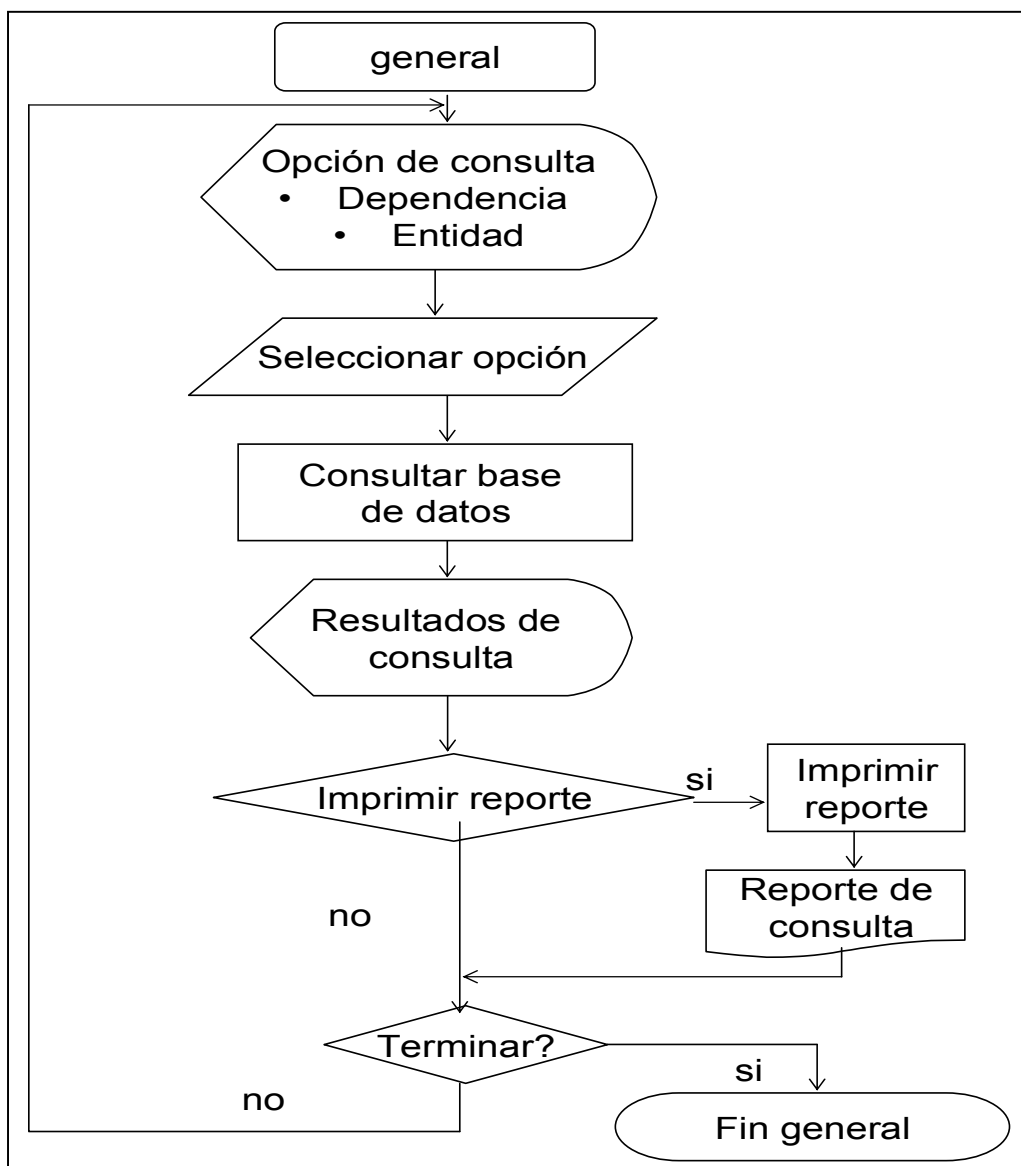 general
Opción de consulta
• Dependencia
• Entidad
Seleccionar opción
Consultar base
de datos
Resultados de
consulta
Imprimir reporte
si
Imprimir
reporte
Reporte de
consulta
no
Terminar?
si
no
Fin general